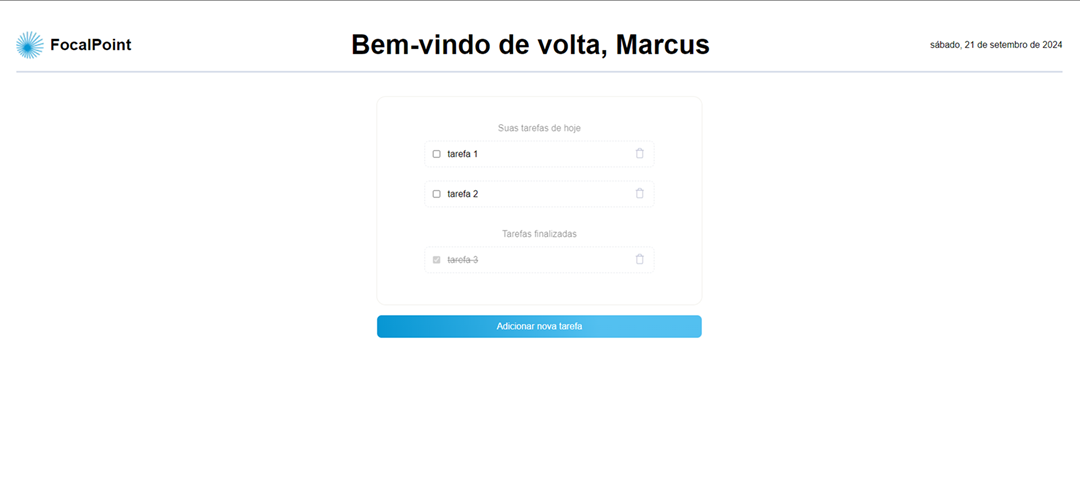 FocalPoint
Bem-vindo de volta, Marcus
sábado, 21 de setembro de 2024
Suas tarefas de hoje
tarefa 1
tarefa 2
Tarefas finalizadas
tarefa 3
Adicionar nova tarefa